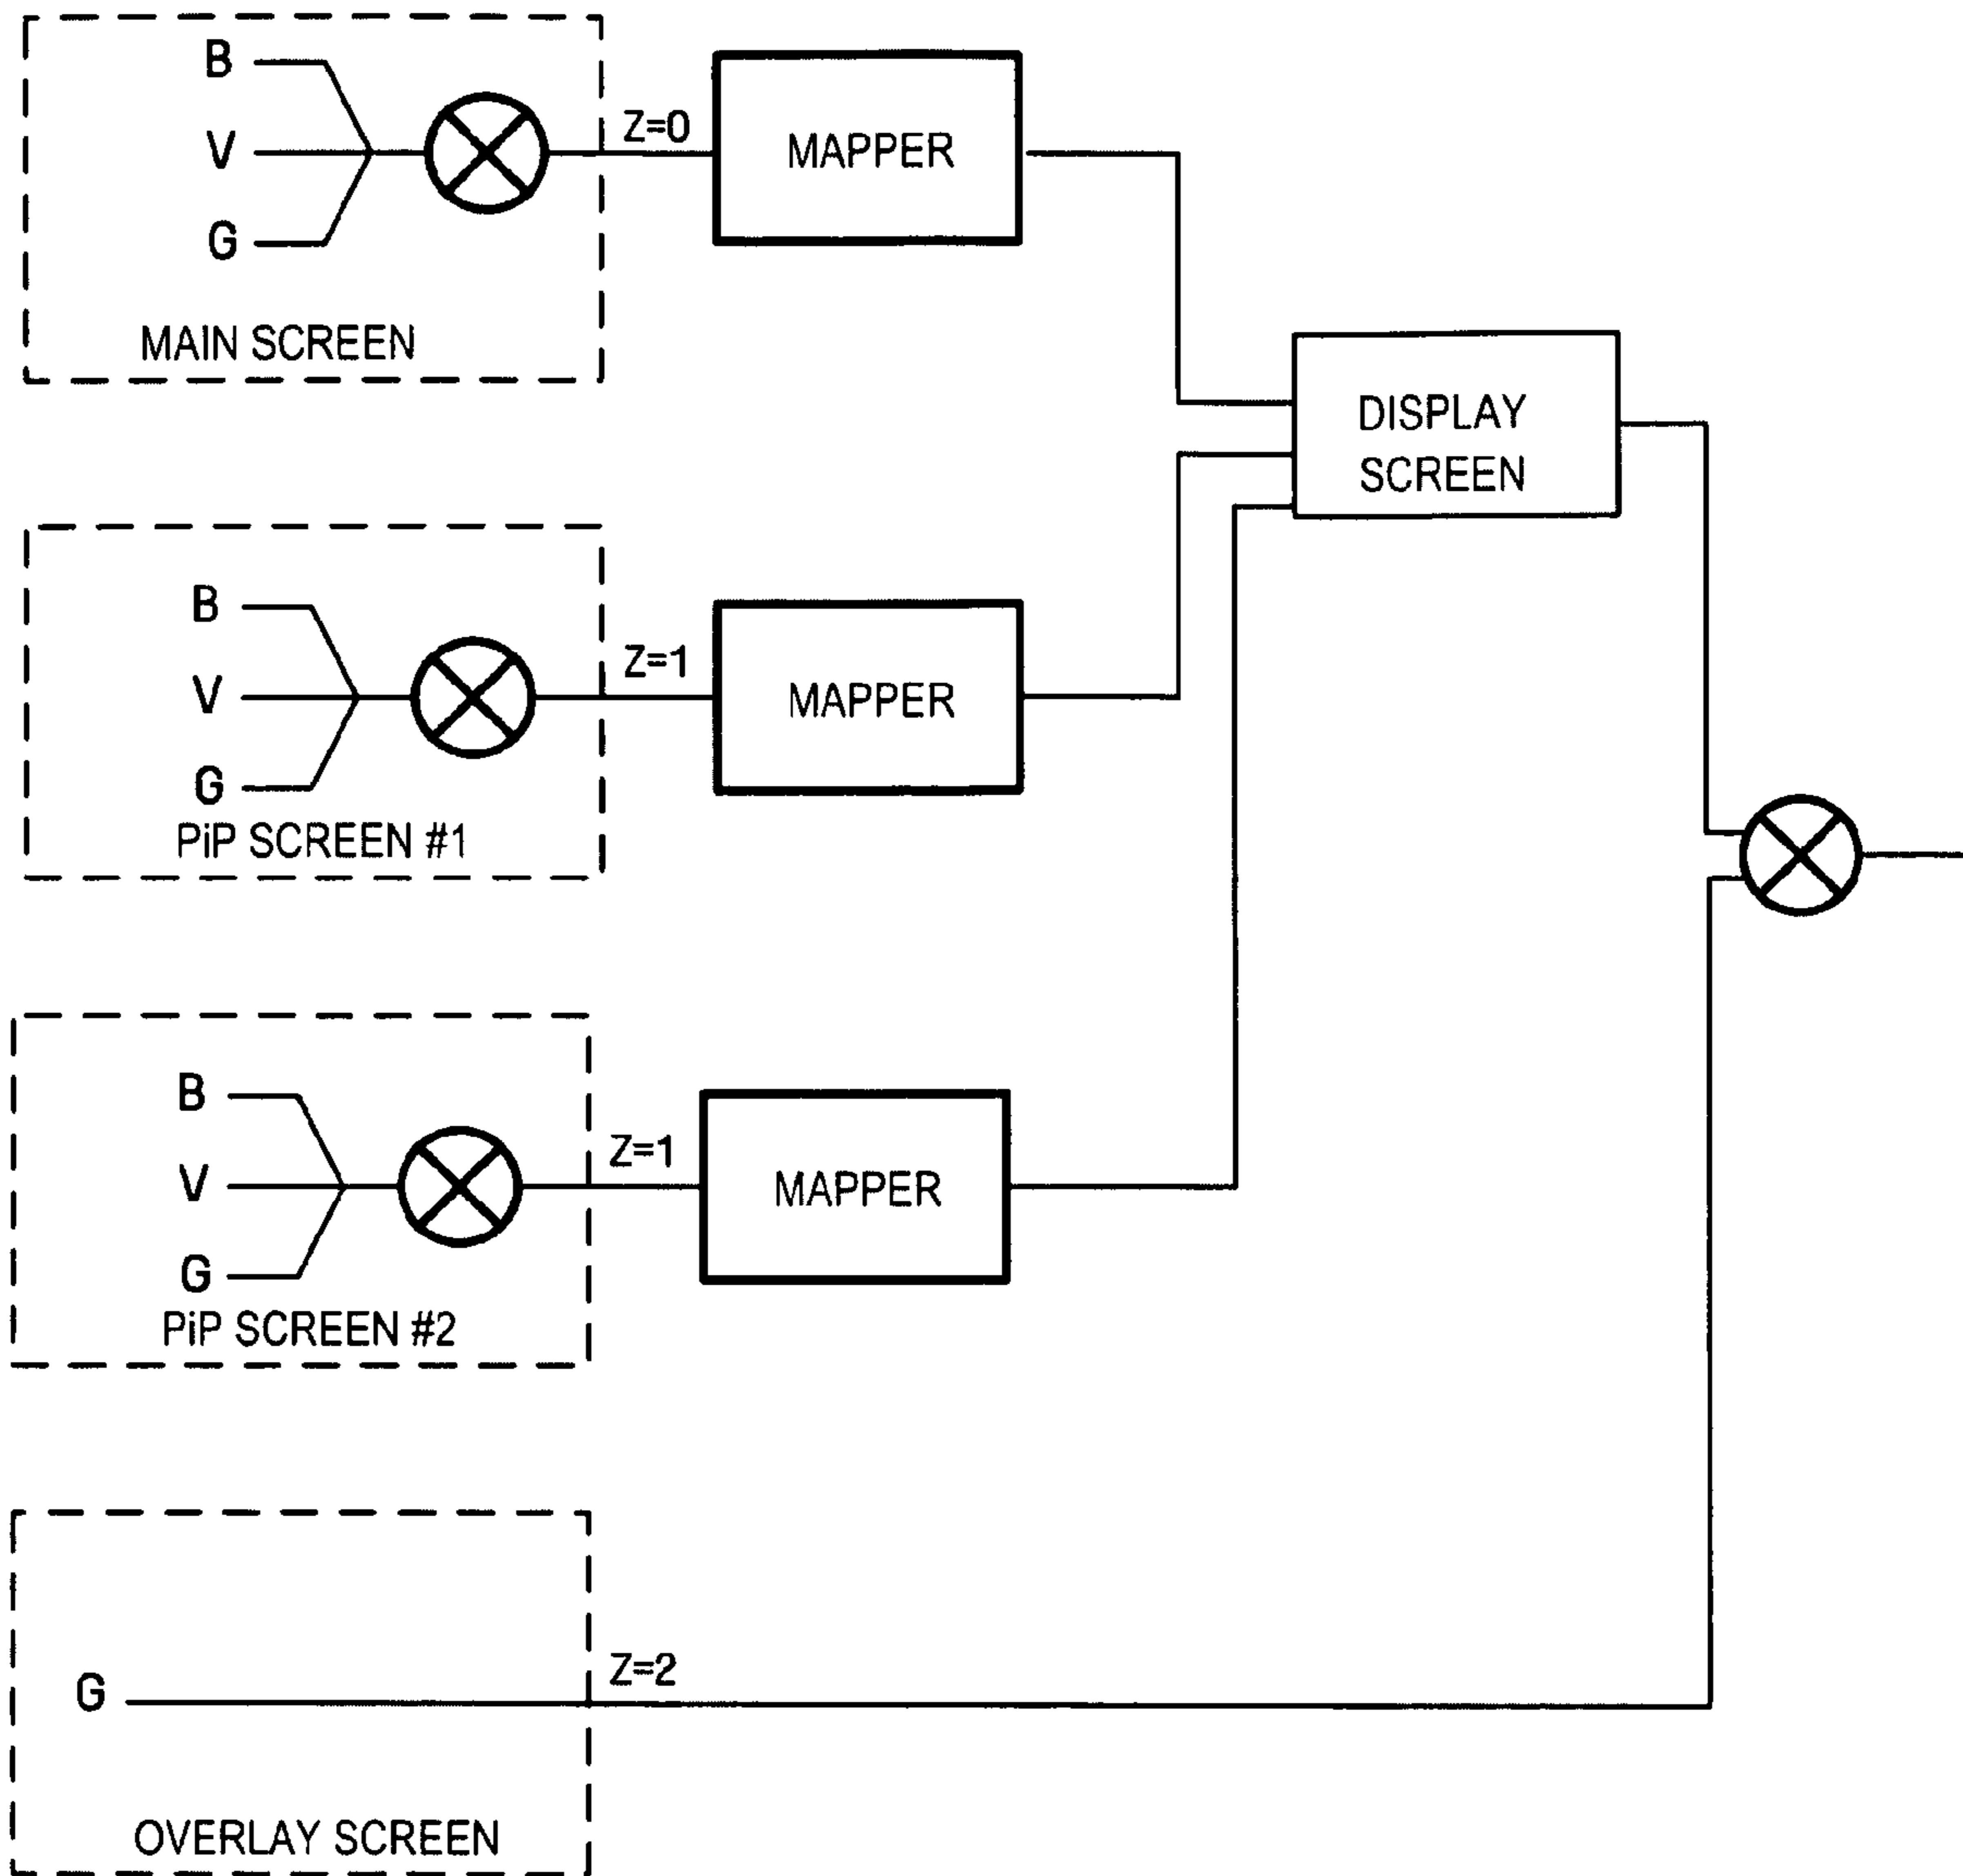 B
V
G
Z=0
MAPPER
MAIN SCREEN
DISPLAY
SCREEN
B
V
G
Z=1
MAPPER
PiP SCREEN #1
B
V
G
Z=1
MAPPER
PiP SCREEN #2
G
Z=2
OVERLAY SCREEN